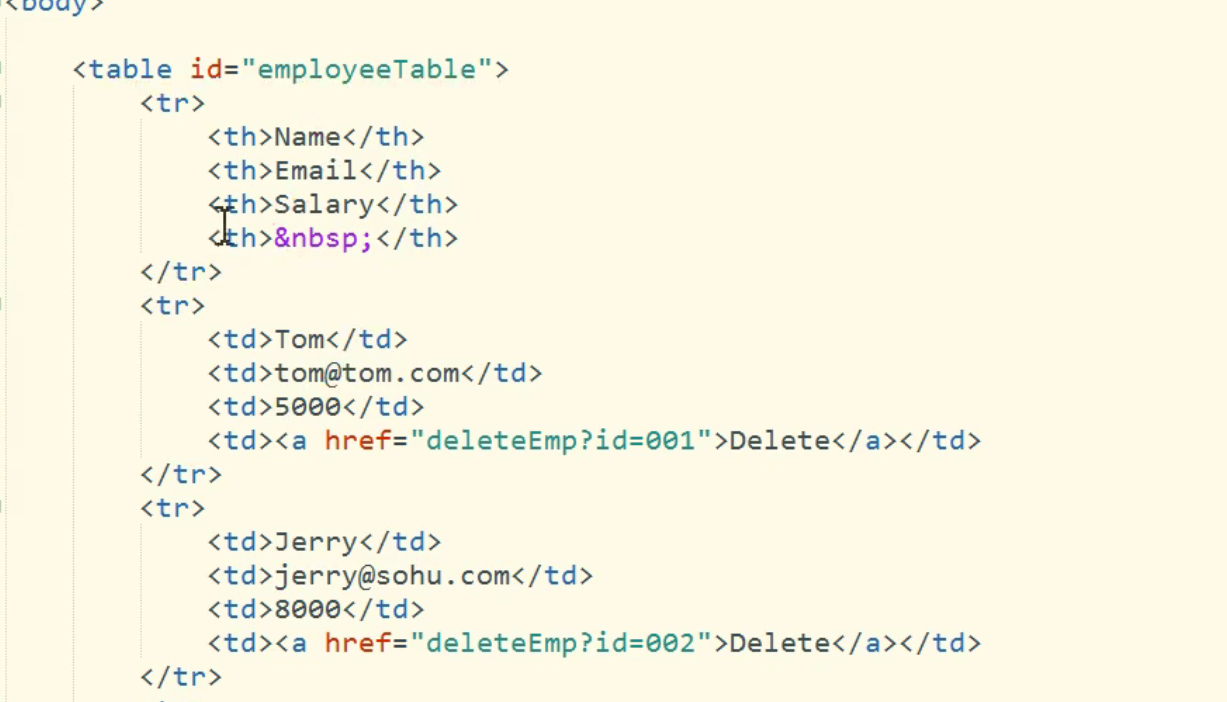 <body>
<table id="employeeTable">
<tr>
<th>Name</th>
<th>Email</th>
<th>Salary</th>
<th>&nbsp;</th>
</tr>
<tr>
<td>Tom</td>
<td>tom@tom.com</td>
<td>5000</td>
<td><a href="deleteEmp?id=001">Delete</a></td>
</tr>
<tr>
<td>Jerry</td>
<td>jerry@sohu.com</td>
<td>8000</td>
<td><a href="deleteEmp?id=002">Delete</a></td>
</tr>